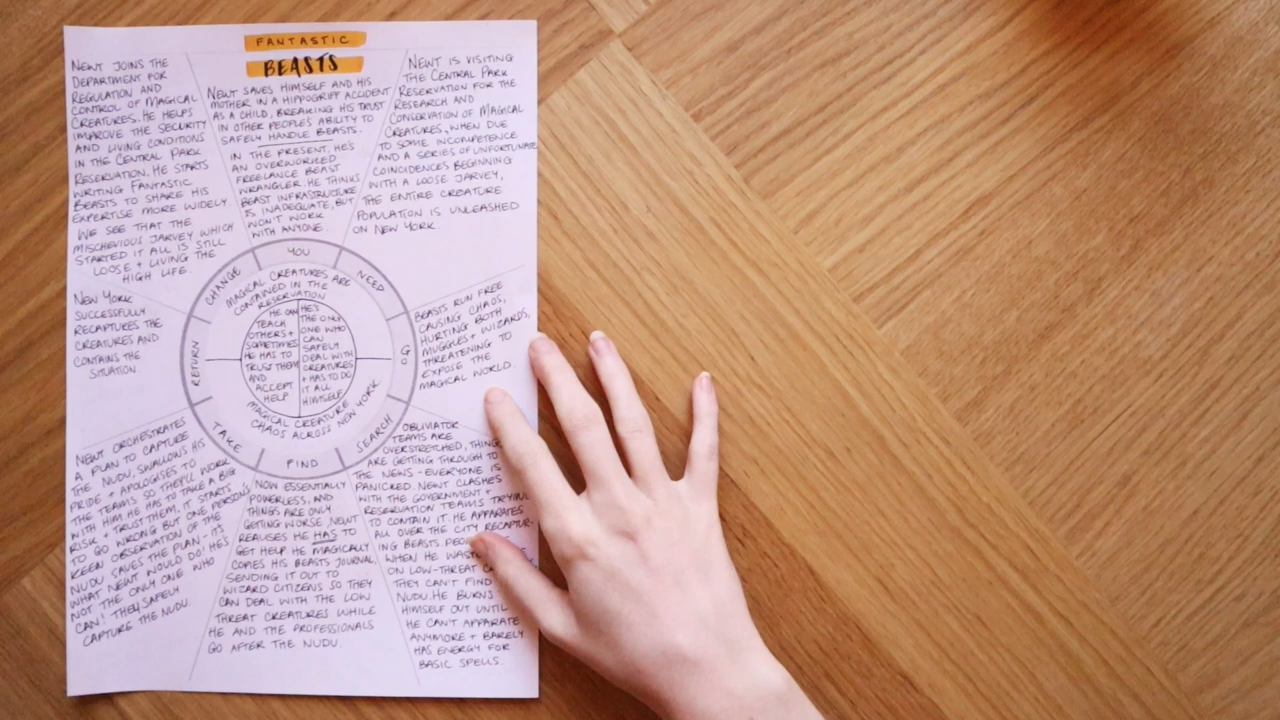 FANTASTIC
BEASTS
NEWT SAVES HIMSELF AND HIS
MOTHER IN A HIPPOGRIFF ACCIDENT
AS A CHILD, BREAKING HIS TRUST
IN OTHER PEOPLE'S ABILITY TO
SAFELY HANDLE BEASTS.
IN THE PRESENT, HE'S
AN OVERWORKED
FREELANCE BEAST
WRANGLER. HE THINKS
BEAST INFRASTRUCTURE
IS INADEQUATE, BUT
WON'T WORK
WITH ANYONE.
NEWT IS VISITING
THE CENTRAL PARK
RESERVATION FOR THE
RESEARCH AND
CONSERVATION OF MAGICAL
CREATURES, WHEN DUE
TO SOME INCOMPETENCE
AND A SERIES OF UNFORTUNATE
COINCIDENCES BEGINNING
WITH A LOOSE JARVEY,
THE ENTIRE CREATURE
POPULATION IS UNLEASHED
ON NEW YORK.
BEASTS RUN FREE
CAUSING CHAOS,
HURTING BOTH
MUGGLES + WIZARDS,
THREATENING TO
EXPOSE THE
MAGICAL WORLD.
OBLIVIATOR
TEAMS ARE
OVERSTRETCHED, THINGS
ARE GETTING THROUGH TO
THE NEWS - EVERYONE IS
PANICKED. NEWT CLASHES
WITH THE GOVERNMENT +
RESERVATION TEAMS TRYING
TO CONTAIN IT. HE APPARATES
ALL OVER THE CITY RECAPTUR-
ING BEASTS.
WHEN HE
ON LOW-THREAT
THEY CAN'T FIND
NUDU. HE BURNS
HIMSELF OUT UNTIL
HE CAN'T APPARATE
ANYMORE + BARELY
HAS ENERGY FOR
BASIC SPELLS.
NOW ESSENTIALLY
POWERLESS, AND
THINGS ARE ONLY
GETTING WORSE, NEWT
REALISES HE HAS TO
GET HELP. HE MAGICALLY
COPIES HIS BEASTS JOURNAL,
SENDING IT OUT TO
WIZARD CITIZENS SO THEY
CAN DEAL WITH THE LOW
THREAT CREATURES WHILE
HE AND THE PROFESSIONALS
GO AFTER THE NUDU.
NEWT ORCHESTRATES
A PLAN TO CAPTURE
THE NUDU, SWALLOWS HIS
PRIDE + APOLOGISES TO
THE TEAMS SO THEY'LL WORK
WITH HIM. HE HAS TO TAKE A BIG
RISK + TRUST THEM. IT STARTS
TO GO WRONG BUT ONE PERSON'S
KEEN OBSERVATION OF THE
NUDU SAVES THE PLAN - IT'S
WHAT NEWT WOULD DO! HE'S
NOT THE ONLY ONE WHO
CAN! THEY SAFELY
CAPTURE THE NUDU.
NEW YORK
SUCCESSFULLY
RECAPTURES THE
CREATURES AND
CONTAINS THE
SITUATION.
NEWT JOINS THE
DEPARTMENT FOR
REGULATION AND
CONTROL OF MAGICAL
CREATURES. HE HELPS
IMPROVE THE SECURITY
AND LIVING CONDITIONS
IN THE CENTRAL PARK
RESERVATION. HE STARTS
WRITING FANTASTIC
BEASTS TO SHARE HIS
EXPERTISE MORE WIDELY.
WE SEE THAT THE
MISCHEVIOUS JARVEY WHICH
STARTED IT ALL IS STILL
LOOSE + LIVING THE
HIGH LIFE.
YOU
NEED
GO
SEARCH
FIND
TAKE
RETURN
CHANGE
MAGICAL CREATURES ARE
CONTAINED IN THE
RESERVATION
HE CAN
TEACH
OTHERS +
SOMETIMES
HE HAS TO
TRUST THEM
AND
ACCEPT
HELP
HE'S
THE ONLY
ONE WHO
CAN
SAFELY
DEAL WITH
CREATURES
+ HAS TO DO
IT ALL
HIMSELF
MAGICAL CREATURE
CHAOS ACROSS NEW YORK